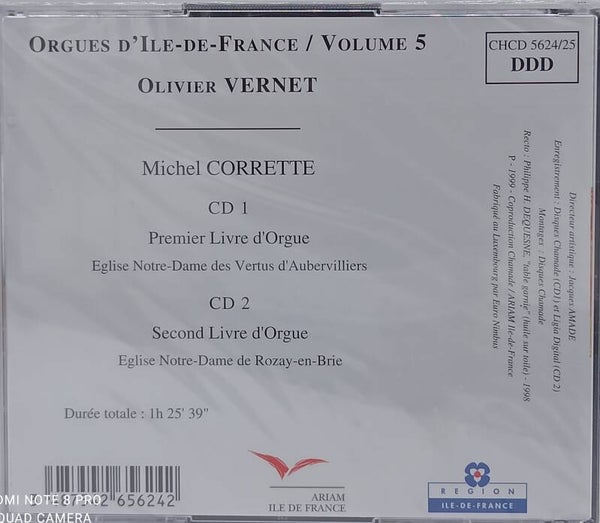 ORGUES D'ILE-DE-FRANCE / VOLUME 5
OLIVIER VERNET
CHCD 5624/25
DDD
Michel CORRETTE
CD 1
Premier Livre d'Orgue
Eglise Notre-Dame des Vertus d'Aubervilliers
CD 2
Second Livre d'Orgue
Eglise Notre-Dame de Rozay-en-Brie
Durée totale : 1h 25' 39"
Directeur artistique : Jacques AMADE
Enregistrement : Disques Chamade (CD1) et Ligia Digital (CD 2)
Montages : Disques Chamade
Recto : Philippe H. DEQUESNE, "table garnie" (huile sur toile) - 1998
P - 1999 - Coproduction Chamade / ARIAM Ile-de-France
Fabriqué au Luxembourg par Euro Nimbus
2 656242
ARIAM
ILE DE FRANCE
REGION
ILE-DE-FRANCE
OMI NOTE 8 PRO
QUAD CAMERA